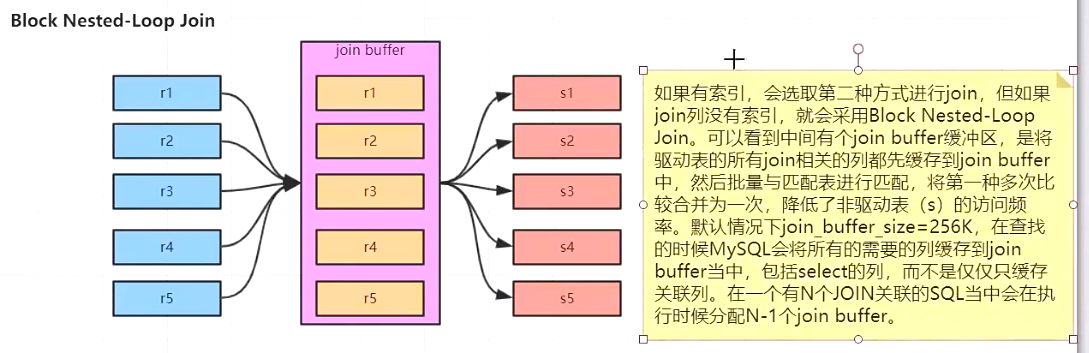 Block Nested-Loop Join
join buffer
r1
r1
s1
r2
r2
s2
r3
r3
s3
r4
r4
s4
r5
r5
s5
如果有索引，会选取第二种方式进行join，但如果
join列没有索引，就会采用Block Nested-Loop
Join。可以看到中间有个join buffer缓冲区，是将
驱动表的所有join相关的列都先缓存到join buffer
中，然后批量与匹配表进行匹配，将第一种多次比
较合并为一次，降低了非驱动表（s）的访问频
率。默认情况下join_buffer_size=256K，在查找
的时候MySQL会将所有的需要的列缓存到join
buffer当中，包括select的列，而不是仅仅只缓存
关联列。在一个有N个JOIN关联的SQL当中会在执
行时候分配N-1个join buffer。